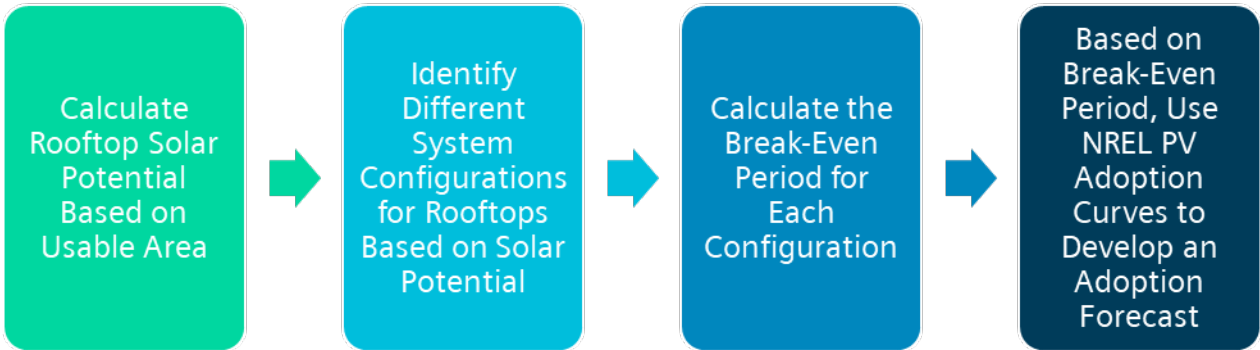 Calculate
Rooftop Solar
Potential
Based on
Usable Area
Identify
Different
System
Configurations
for Rooftops
Based on Solar
Potential
Calculate the
Break-Even
Period for
Each
Configuration
Based on
Break-Even
Period, Use
NREL PV
Adoption
Curves to
Develop an
Adoption
Forecast